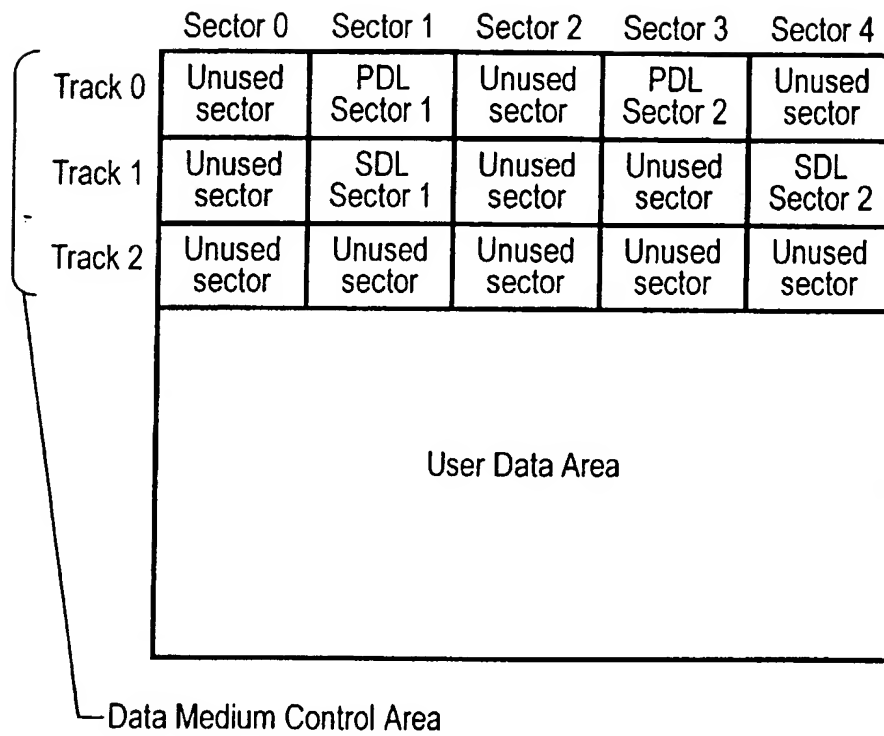 Sector 0 Sector 1 Sector 2 Sector 3 Sector 4
Track 0 Unused sector PDL Sector 1 Unused sector PDL Sector 2 Unused sector
Track 1 Unused sector SDL Sector 1 Unused sector Unused sector SDL Sector 2
Track 2 Unused sector Unused sector Unused sector Unused sector Unused sector
User Data Area
Data Medium Control Area